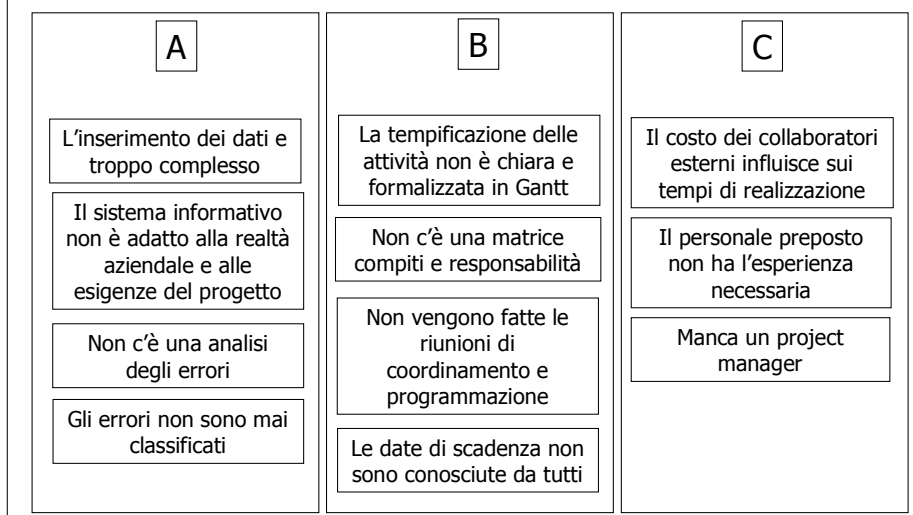 A
L'inserimento dei dati e
troppo complesso
Il sistema informativo
non è adatto alla realtà
aziendale e alle
esigenze del progetto
Non c'è una analisi
degli errori
Gli errori non sono mai
classificati
B
La tempificazione delle
attività non è chiara e
formalizzata in Gantt
Non c'è una matrice
compiti e responsabilità
Non vengono fatte le
riunioni di
coordinamento e
programmazione
Le date di scadenza non
sono conosciute da tutti
C
Il costo dei collaboratori
esterni influisce sui
tempi di realizzazione
Il personale preposto
non ha l'esperienza
necessaria
Manca un project
manager